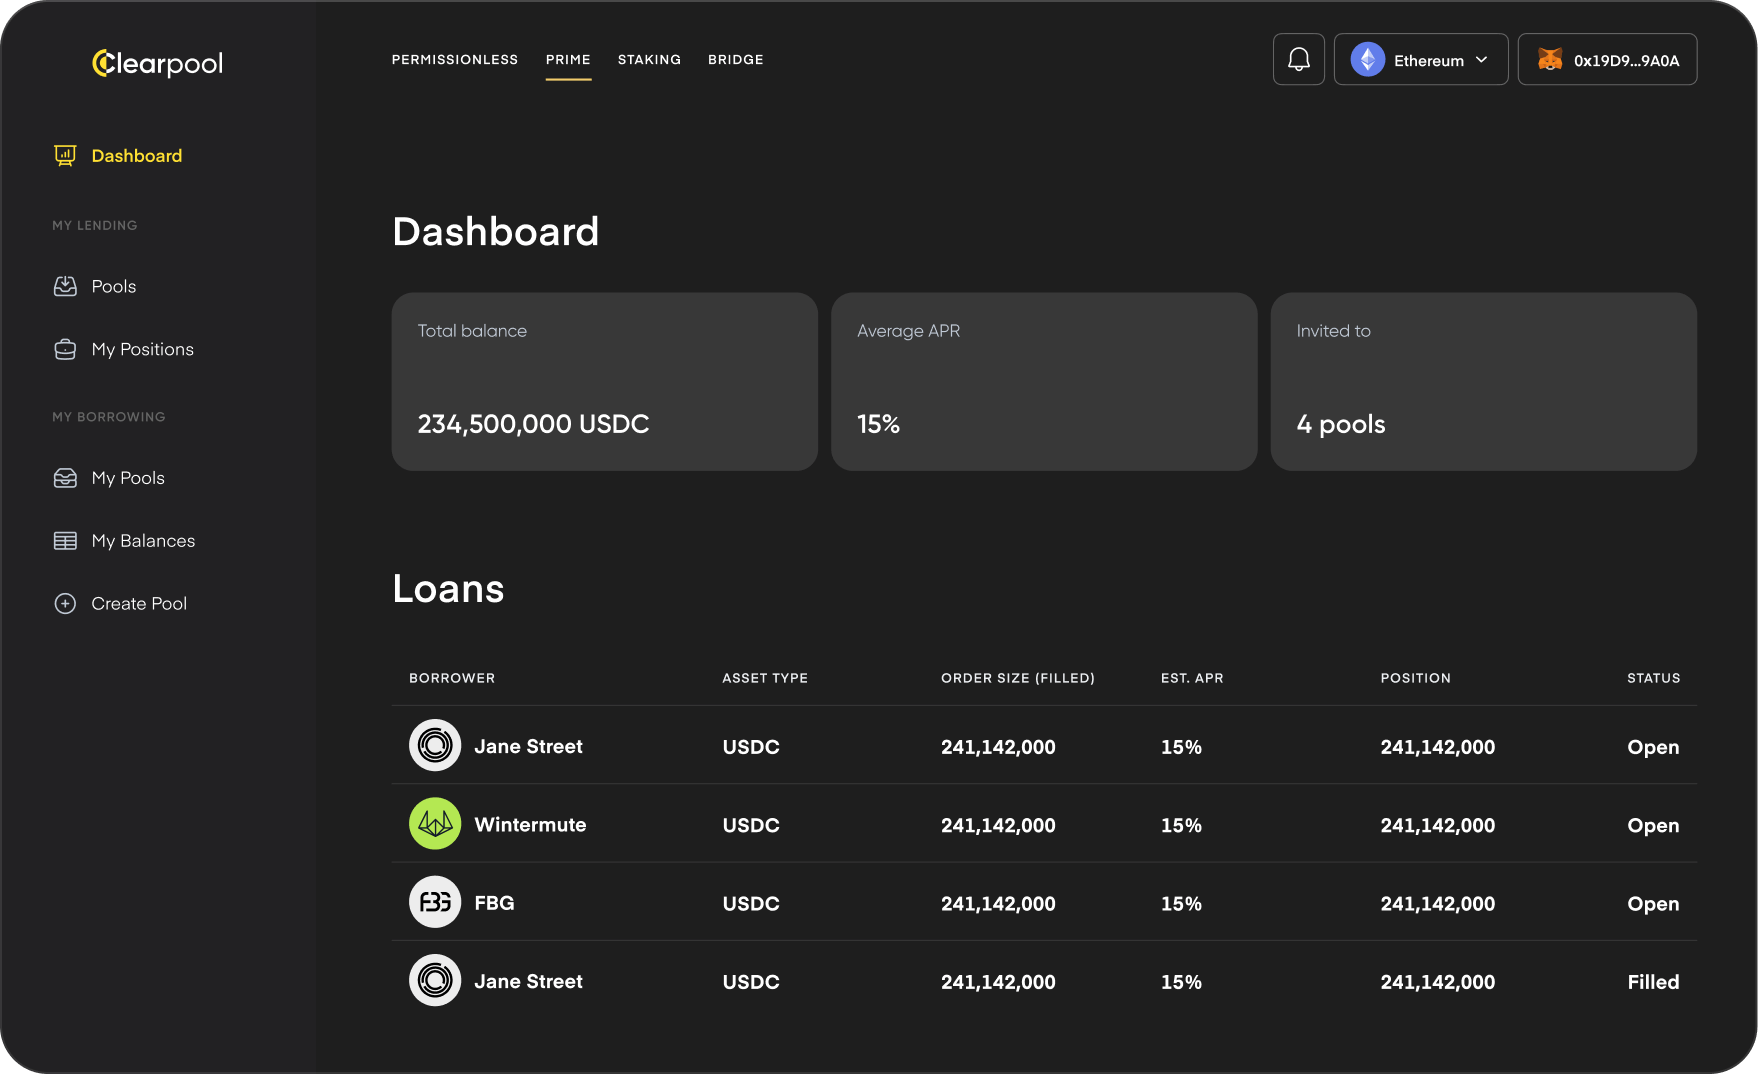 Clearpool
PERMISSIONLESS PRIME STAKING BRIDGE
Ethereum
0x19D9...9A0A
Dashboard
MY LENDING
Pools
My Positions
MY BORROWING
My Pools
My Balances
Create Pool
Dashboard
Total balance
234,500,000 USDC
Average APR
15%
Invited to
4 pools
Loans
BORROWER ASSET TYPE ORDER SIZE (FILLED) EST. APR POSITION STATUS
Jane Street USDC 241,142,000 15% 241,142,000 Open
Wintermute USDC 241,142,000 15% 241,142,000 Open
FBG FBG USDC 241,142,000 15% 241,142,000 Open
Jane Street USDC 241,142,000 15% 241,142,000 Filled